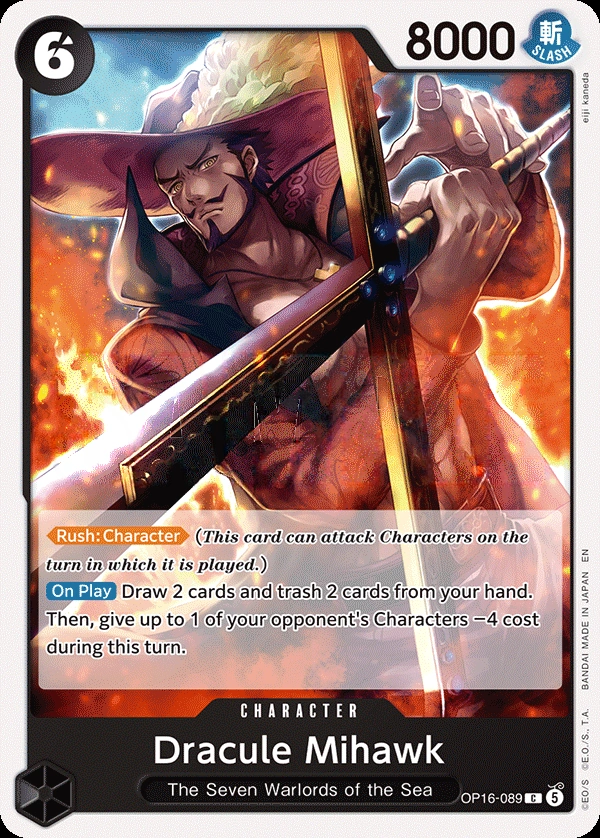 6
8000
斬
SLASH
eiji kaneda
Rush: Character (This card can attack Characters on the
turn in which it is played.)
On Play Draw 2 cards and trash 2 cards from your hand.
Then, give up to 1 of your opponent's Characters −4 cost
during this turn.
CHARACTER
Dracule Mihawk
The Seven Warlords of the Sea
OP16-089 C 5
©E.O/S ©E.O./S., T.A. BANDAI MADE IN JAPAN EN